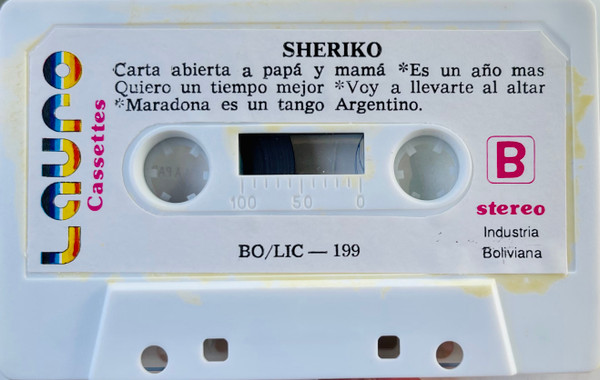 SHERIKO
Carta abierta a papá y mamá *Es un año mas
Quiero un tiempo mejor *Voy a llevarte al altar
*Maradona es un tango Argentino.
Lauro
Cassettes
B
100 50 0
stereo
Industria
Boliviana
BO/LIC — 199